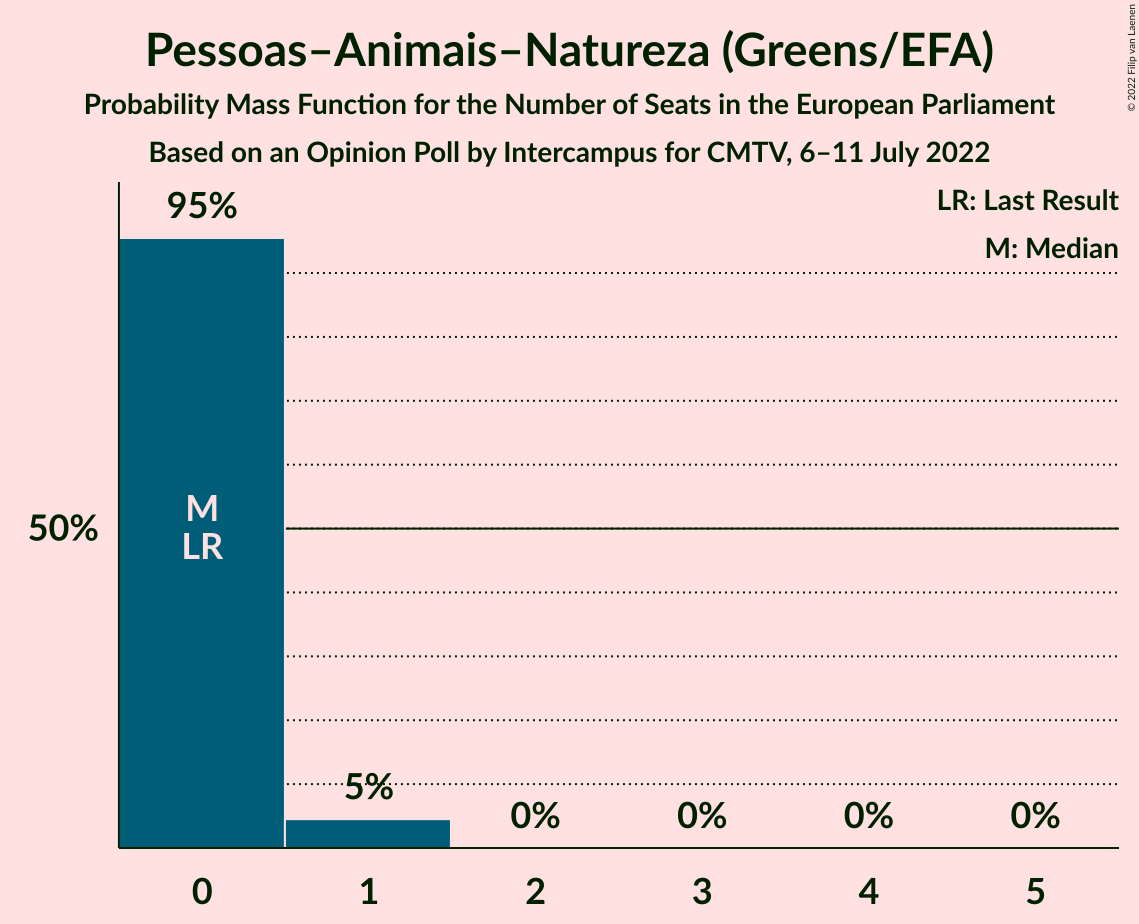 Pessoas–Animais–Natureza (Greens/EFA)
Probability Mass Function for the Number of Seats in the European Parliament
Based on an Opinion Poll by Intercampus for CMTV, 6–11 July 2022
© 2022 Filip van Laenen
LR: Last Result
M: Median
95%
M
LR
50%
5%
0%
0%
0%
0%
0
1
2
3
4
5